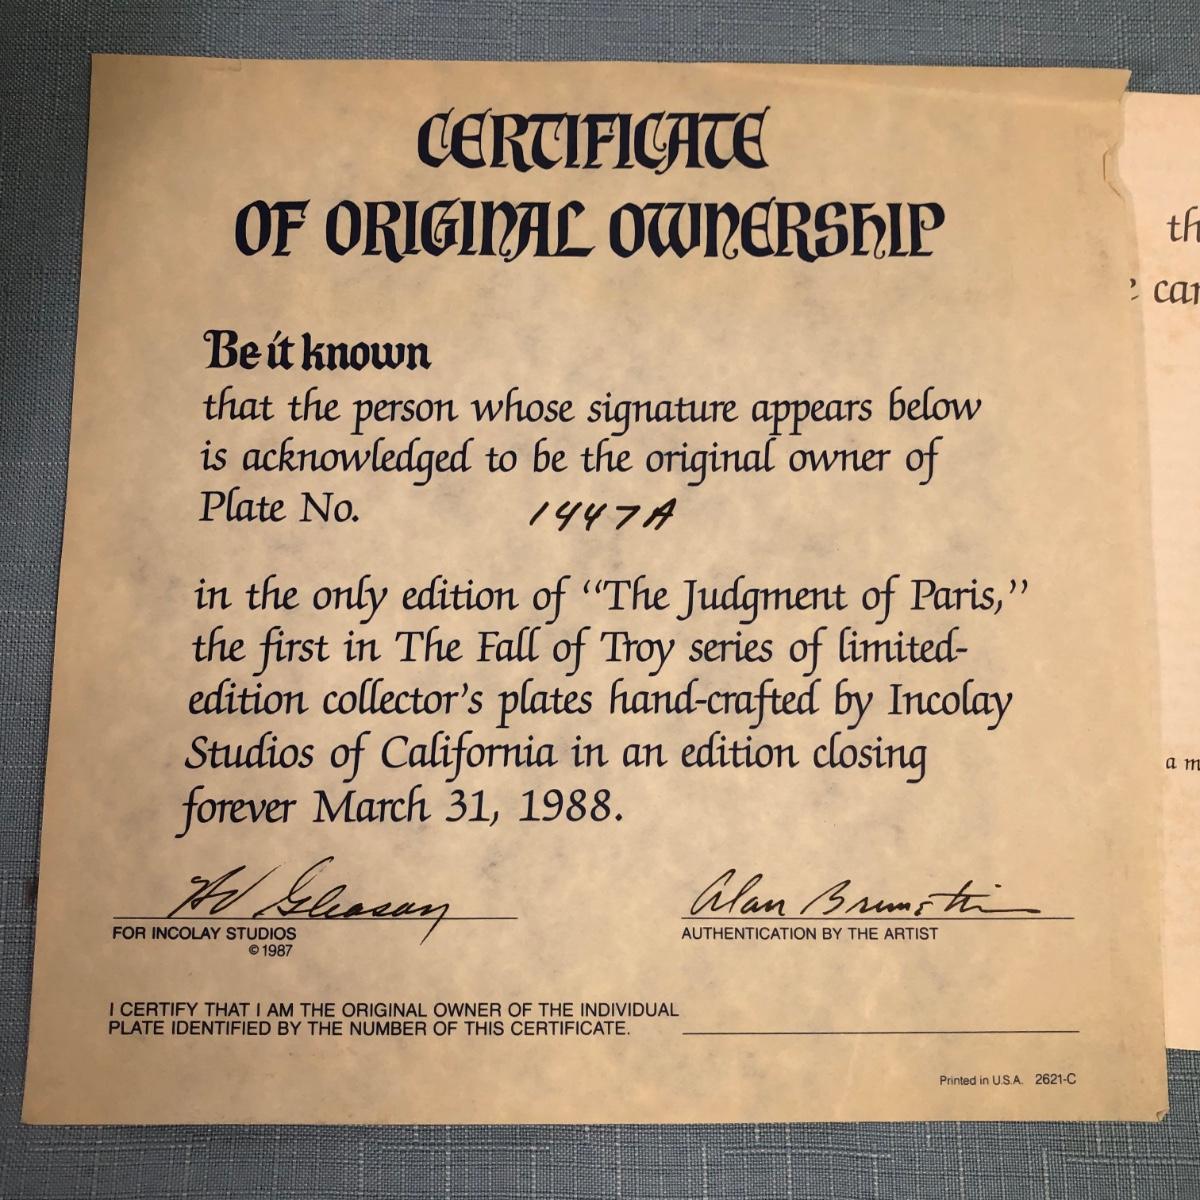 CERTIFICATE
OF ORIGINAL OWNERSHIP
Be it known
that the person whose signature appears below
is acknowledged to be the original owner of
Plate No. 1447A
in the only edition of “The Judgment of Paris,”
the first in The Fall of Troy series of limited-
edition collector’s plates hand-crafted by Incolay
Studios of California in an edition closing
forever March 31, 1988.
Gleason
Alan
FOR INCOLAY STUDIOS
© 1987
AUTHENTICATION BY THE ARTIST
I CERTIFY THAT I AM THE ORIGINAL OWNER OF THE INDIVIDUAL
PLATE IDENTIFIED BY THE NUMBER OF THIS CERTIFICATE.
Printed in U.S.A. 2621-C
th
car
a m